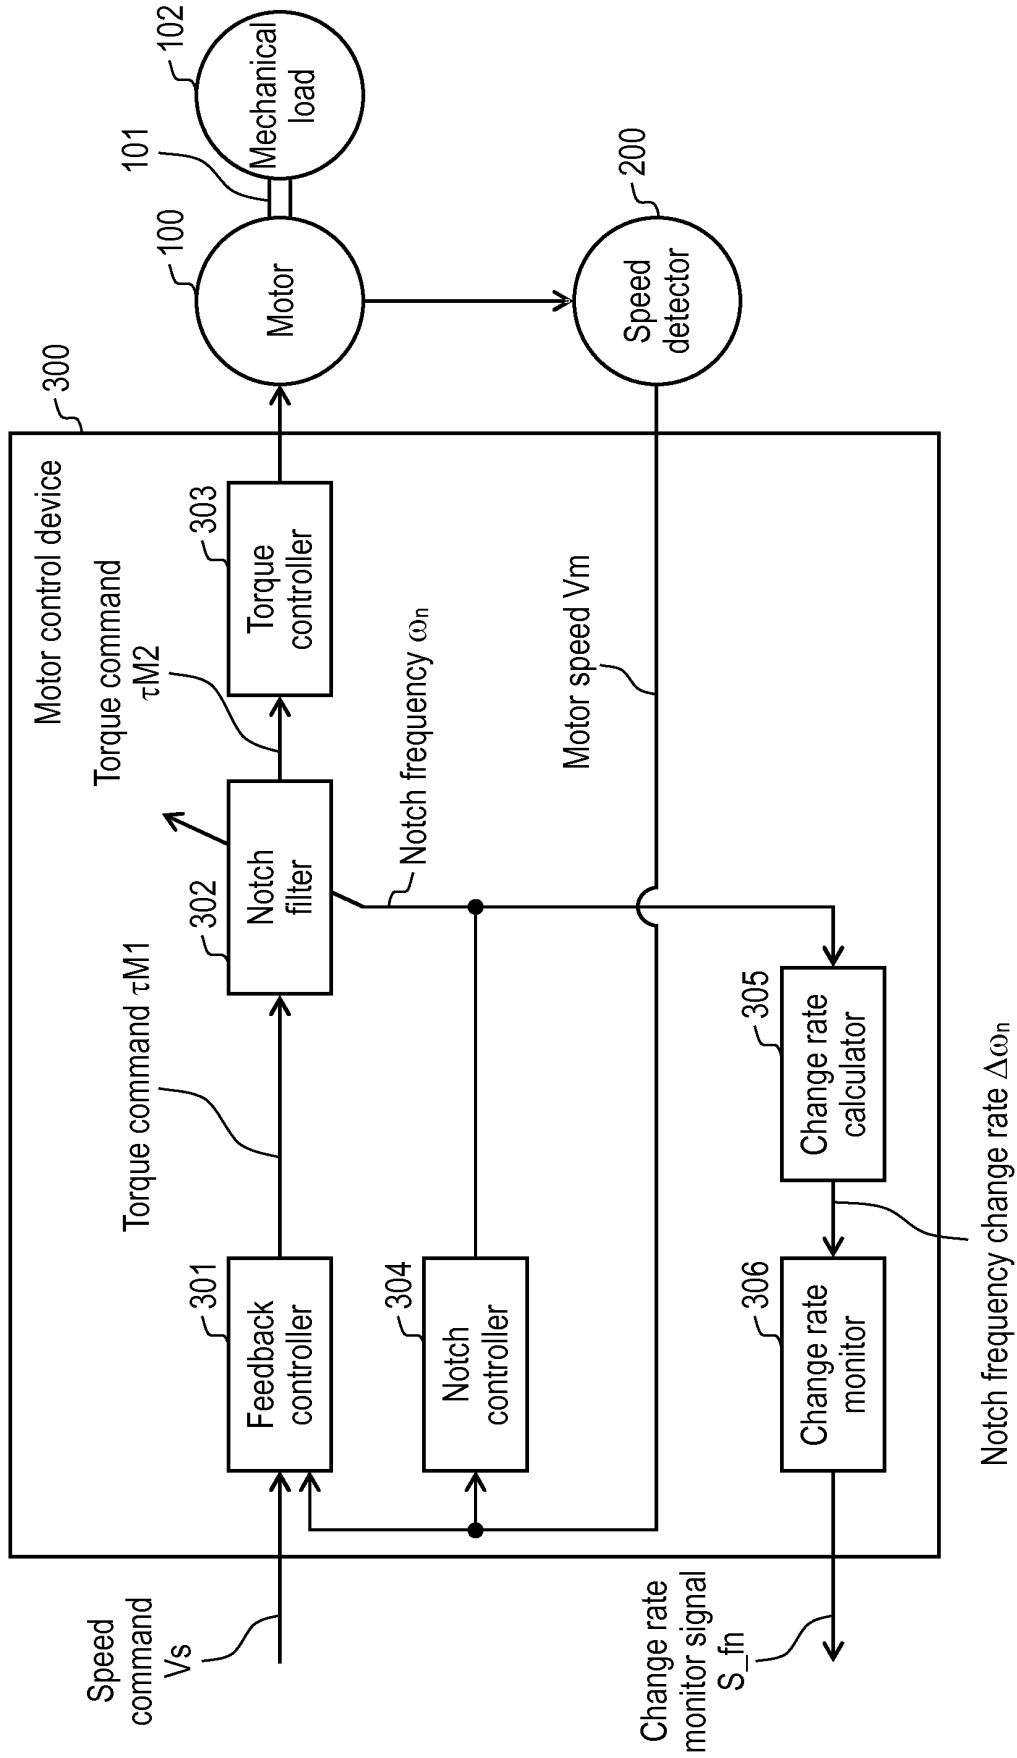 300
Motor control device
Torque command
τM2
Torque command τM1
301
302
303
100
101
102
Speed
command
Vs
Feedback
controller
Notch
filter
Torque
controller
Motor
Mechanical
load
304
Notch
controller
Notch frequency ωn
Motor speed Vm
200
Speed
detector
306
305
Change rate
monitor
Change rate
calculator
Change rate
monitor signal
S_fn
Notch frequency change rate Δωn